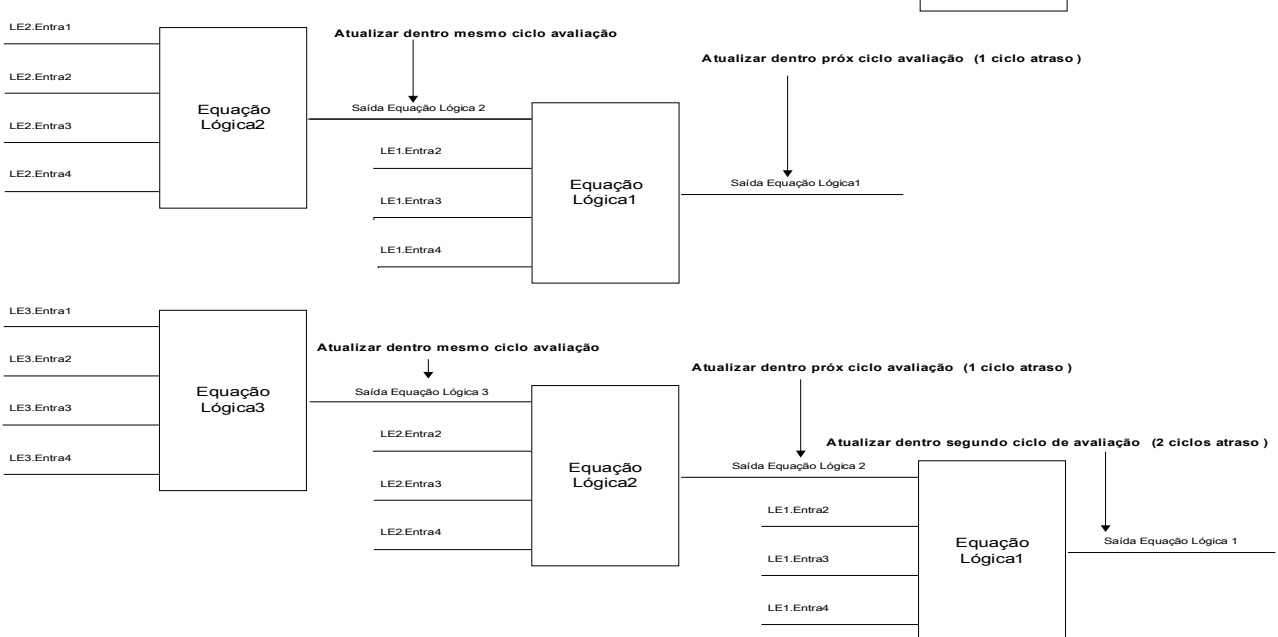 LE2.Entra1
LE2.Entra2
LE2.Entra3
LE2.Entra4
Equação
Lógica2
Atualizar dentro mesmo ciclo avaliação
Saída Equação Lógica 2
LE1.Entra2
LE1.Entra3
LE1.Entra4
Equação
Lógica1
Atualizar dentro próx ciclo avaliação (1 ciclo atraso )
Saída Equação Lógica1
LE3.Entra1
LE3.Entra2
LE3.Entra3
LE3.Entra4
Equação
Lógica3
Atualizar dentro mesmo ciclo avaliação
Saída Equação Lógica 3
LE2.Entra2
LE2.Entra3
LE2.Entra4
Equação
Lógica2
Atualizar dentro próx ciclo avaliação (1 ciclo atraso )
Saída Equação Lógica 2
LE1.Entra2
LE1.Entra3
LE1.Entra4
Equação
Lógica1
Atualizar dentro segundo ciclo de avaliação (2 ciclos atraso )
Saída Equação Lógica 1